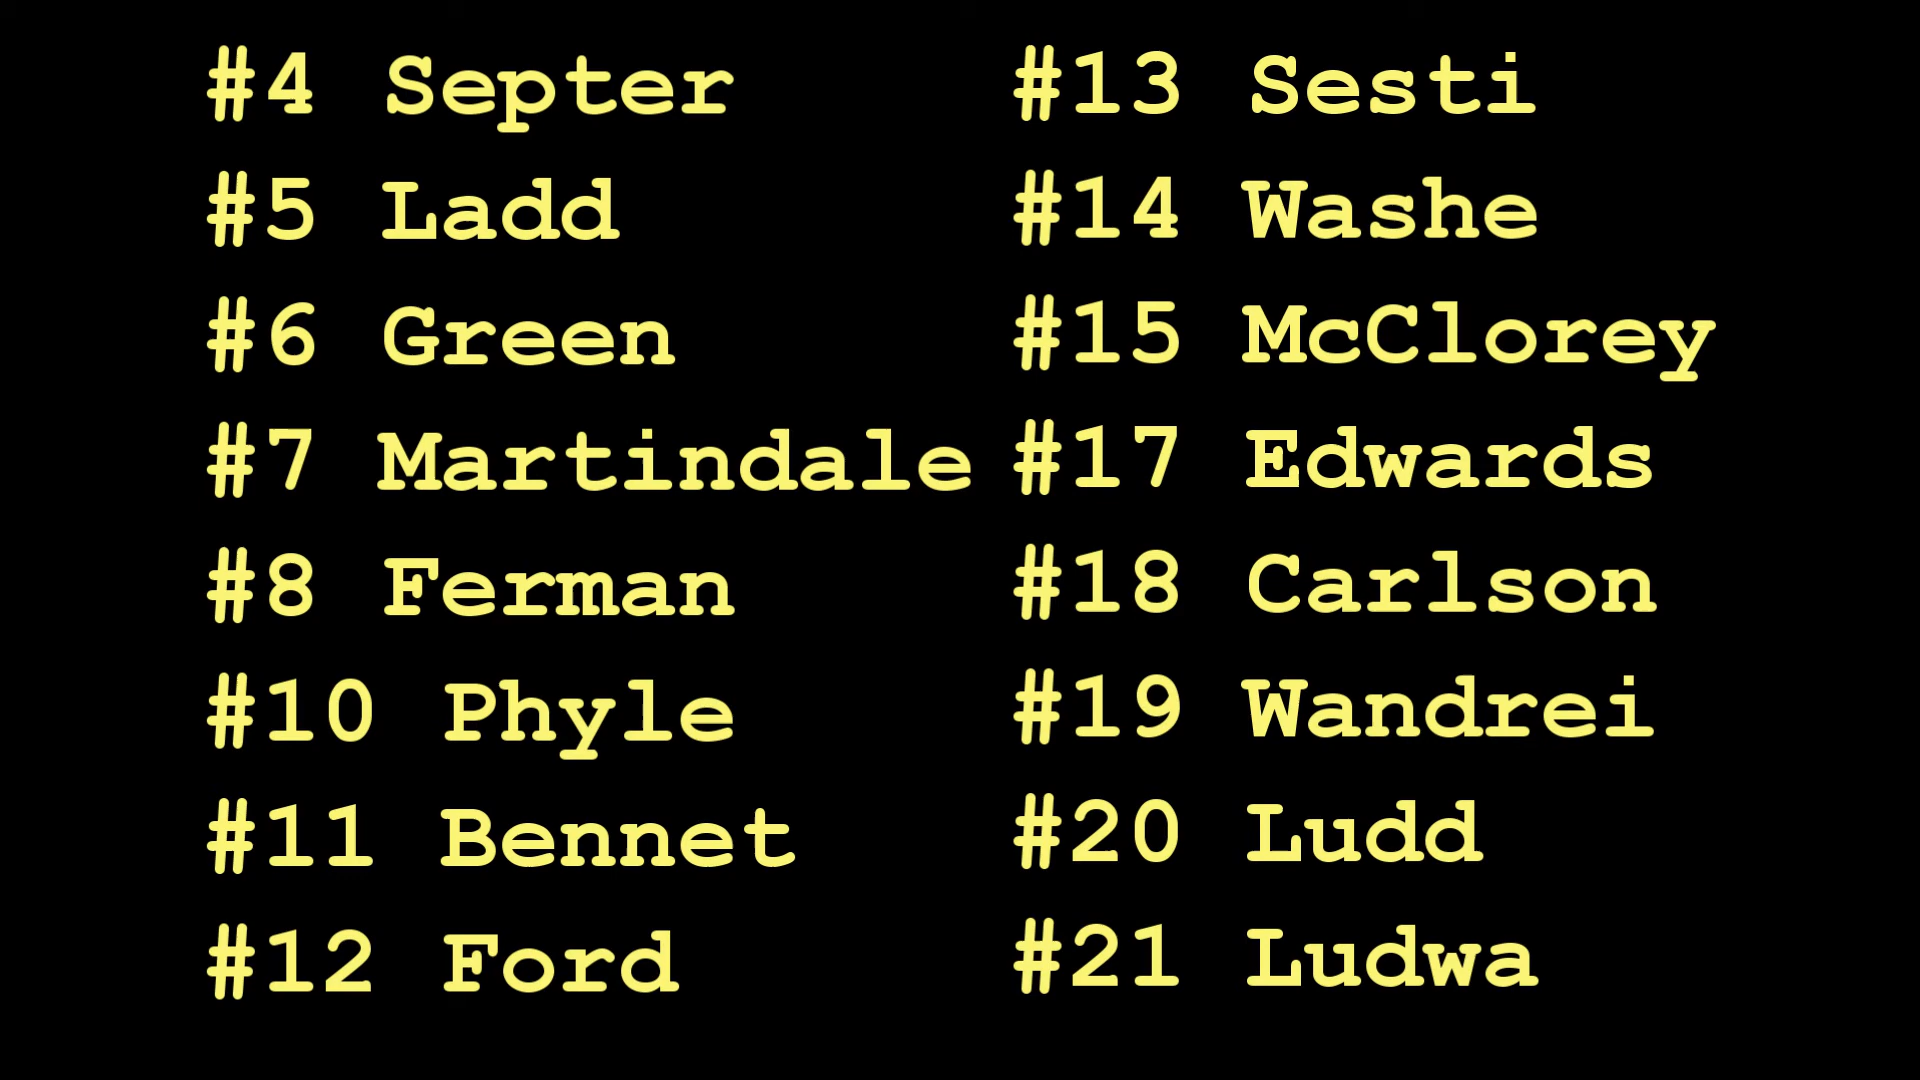 #4 Septer
#5 Ladd
#6 Green
#7 Martindale
#8 Ferman
#10 Phyle
#11 Bennet
#12 Ford
#13 Sesti
#14 Washe
#15 McClorey
#17 Edwards
#18 Carlson
#19 Wandrei
#20 Ludd
#21 Ludwa